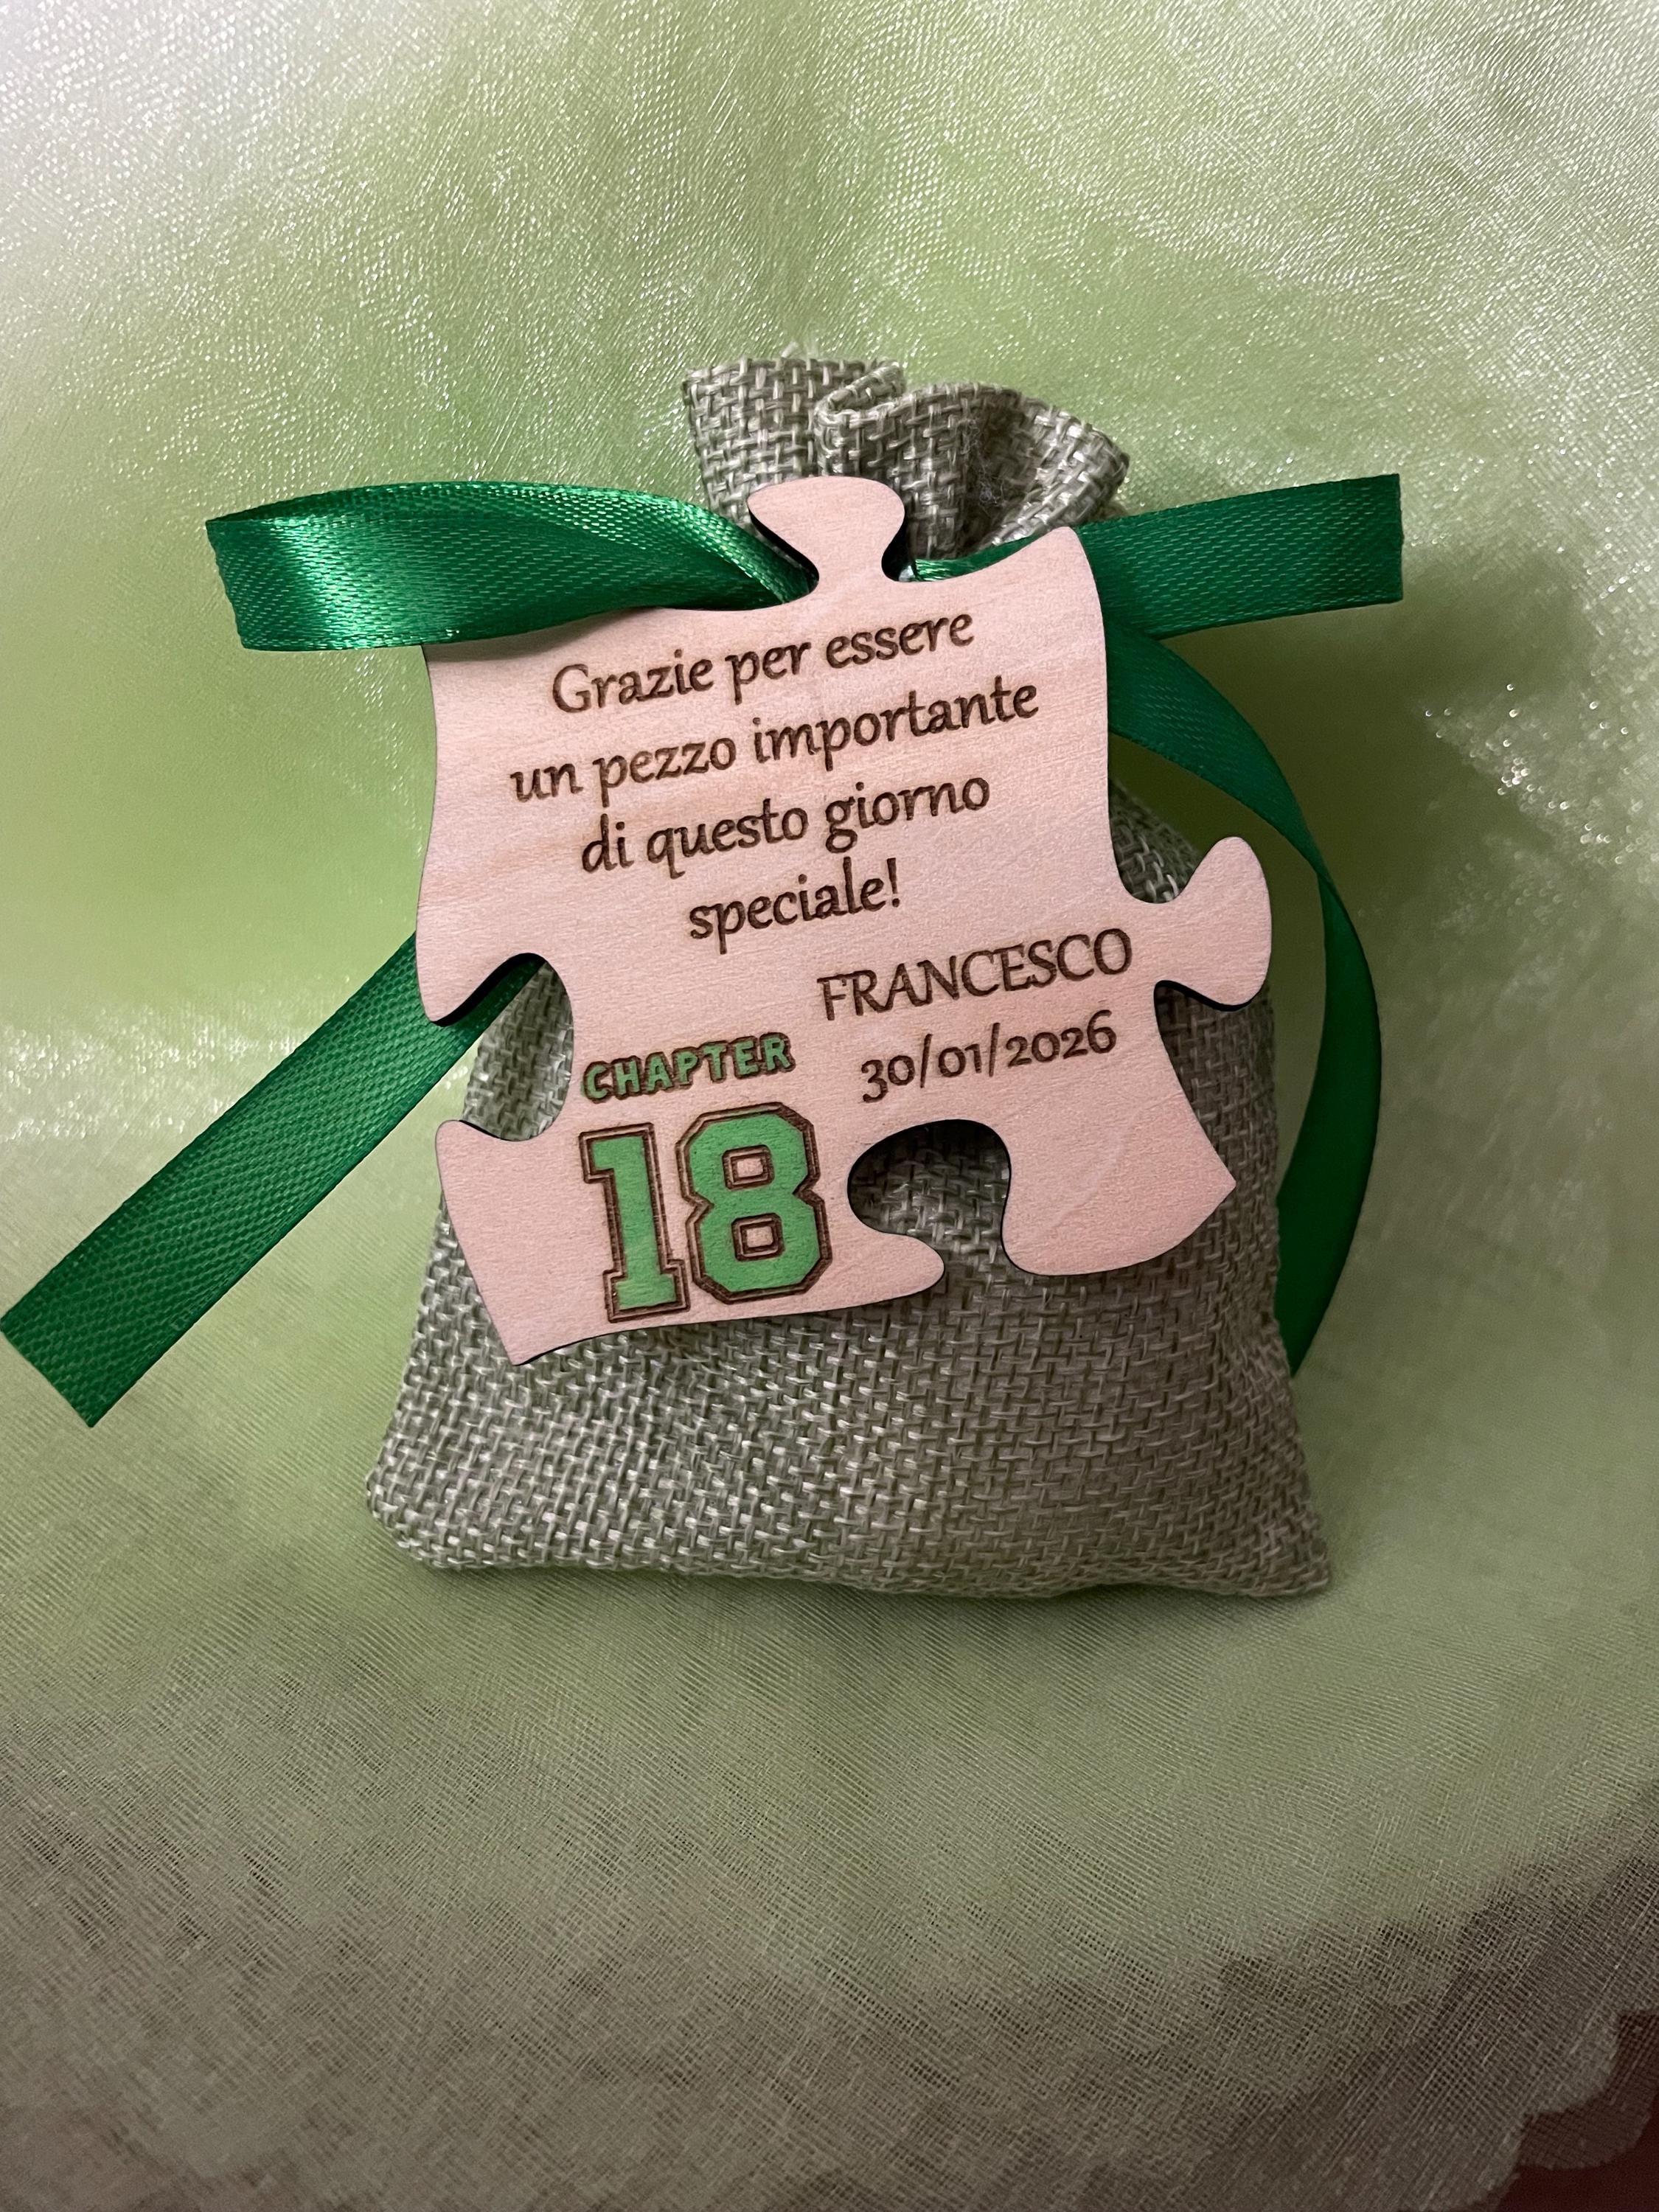 Grazie per essere
un pezzo importante
di questo giorno
speciale!
FRANCESCO
30/01/2026
CHAPTER
18